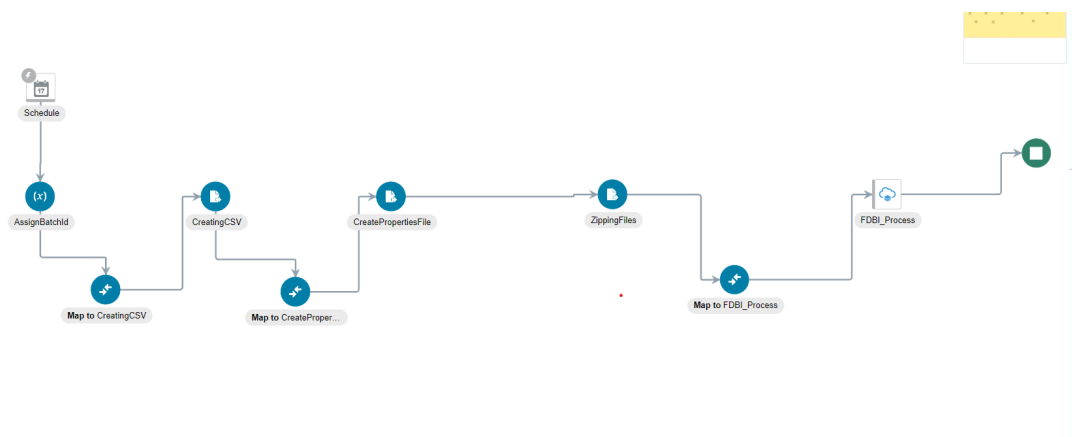 17
Schedule
(x)
AssignBatchId
Map to CreatingCSV
CreatingCSV
Map to CreateProper...
CreatePropertiesFile
ZippingFiles
Map to FDBI_Process
FDBI_Process